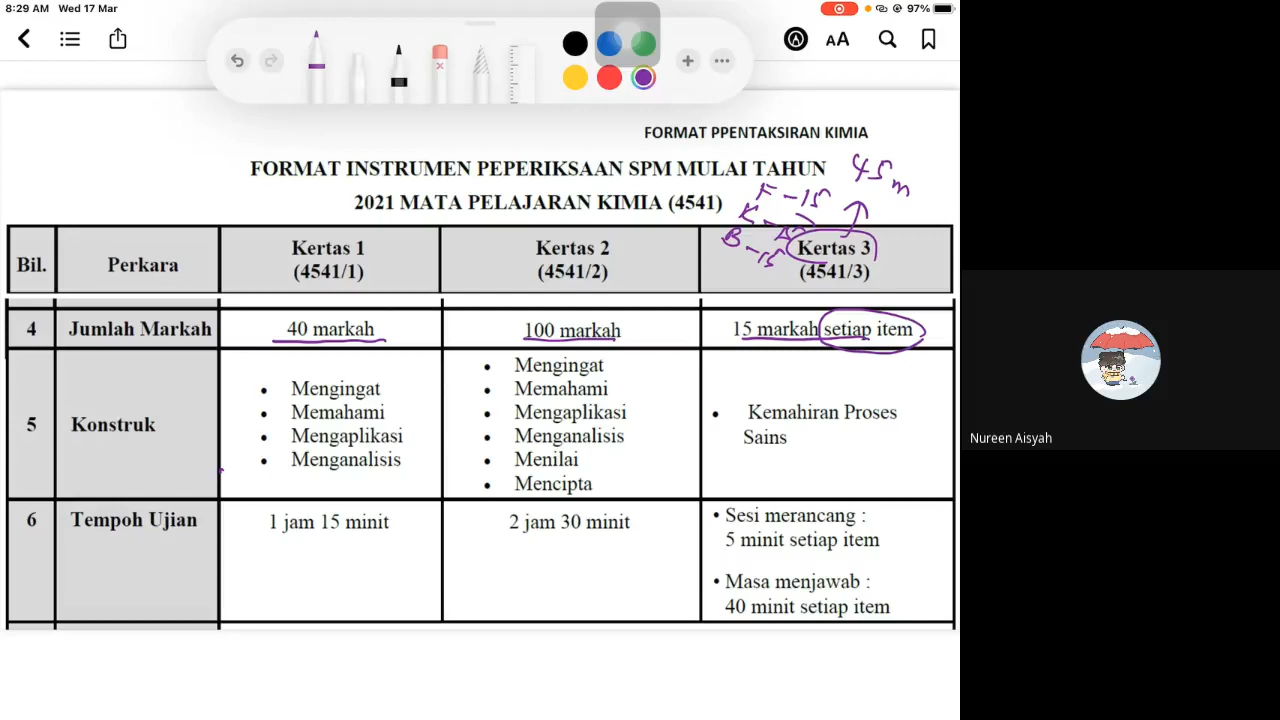 8:29 AM Wed 17 Mar
97%
AA
FORMAT PPENTAKSIRAN KIMIA
FORMAT INSTRUMEN PEPERIKSAAN SPM MULAI TAHUN
2021 MATA PELAJARAN KIMIA (4541)
45m
F - 15
K - 15
B - 15
Bil.
Perkara
Kertas 1
(4541/1)
Kertas 2
(4541/2)
Kertas 3
(4541/3)
4
Jumlah Markah
40 markah
100 markah
15 markah setiap item
5
Konstruk
• Mengingat
• Memahami
• Mengaplikasi
• Menganalisis
• Mengingat
• Memahami
• Mengaplikasi
• Menganalisis
• Menilai
• Mencipta
• Kemahiran Proses
Sains
6
Tempoh Ujian
1 jam 15 minit
2 jam 30 minit
• Sesi merancang :
5 minit setiap item
• Masa menjawab :
40 minit setiap item
Nureen Aisyah